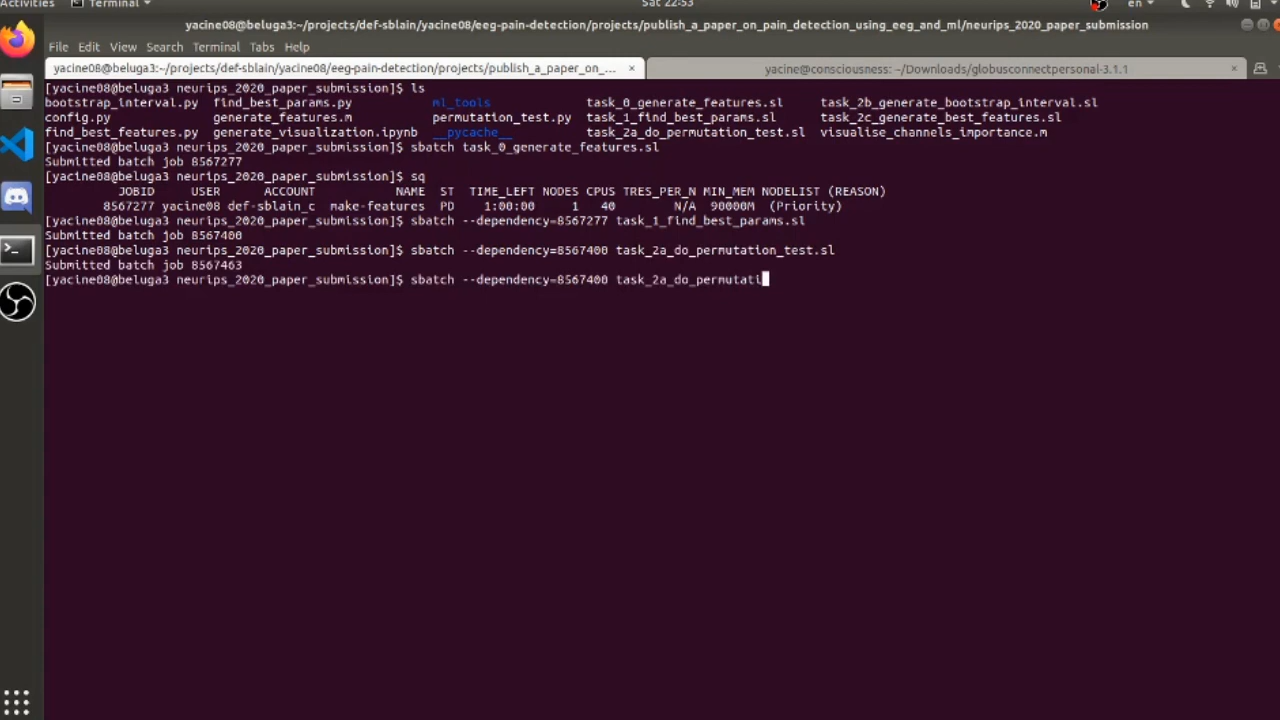 Activities Terminal Sat 22:53 en
yacine08@beluga3:~/projects/def-sblain/yacine08/eeg-pain-detection/projects/publish_a_paper_on_pain_detection_using_eeg_and_ml/neurips_2020_paper_submission
File Edit View Search Terminal Tabs Help
yacine08@beluga3:~/projects/def-sblain/yacine08/eeg-pain-detection/projects/publish_a_paper_on_... × yacine@consciousness: ~/Downloads/globusconnectpersonal-3.1.1 ×
[yacine08@beluga3 neurips_2020_paper_submission]$ ls
bootstrap_interval.py find_best_params.py ml_tools task_0_generate_features.sl task_2b_generate_bootstrap_interval.sl
config.py generate_features.m permutation_test.py task_1_find_best_params.sl task_2c_generate_best_features.sl
find_best_features.py generate_visualization.ipynb __pycache__ task_2a_do_permutation_test.sl visualise_channels_importance.m
[yacine08@beluga3 neurips_2020_paper_submission]$ sbatch task_0_generate_features.sl
Submitted batch job 8567277
[yacine08@beluga3 neurips_2020_paper_submission]$ sq
JOBID USER ACCOUNT NAME ST TIME_LEFT NODES CPUS TRES_PER_N MIN_MEM NODELIST (REASON)
8567277 yacine08 def-sblain_c make-features PD 1:00:00 1 40 N/A 90000M (Priority)
[yacine08@beluga3 neurips_2020_paper_submission]$ sbatch --dependency=8567277 task_1_find_best_params.sl
Submitted batch job 8567400
[yacine08@beluga3 neurips_2020_paper_submission]$ sbatch --dependency=8567400 task_2a_do_permutation_test.sl
Submitted batch job 8567463
[yacine08@beluga3 neurips_2020_paper_submission]$ sbatch --dependency=8567400 task_2a_do_permutati